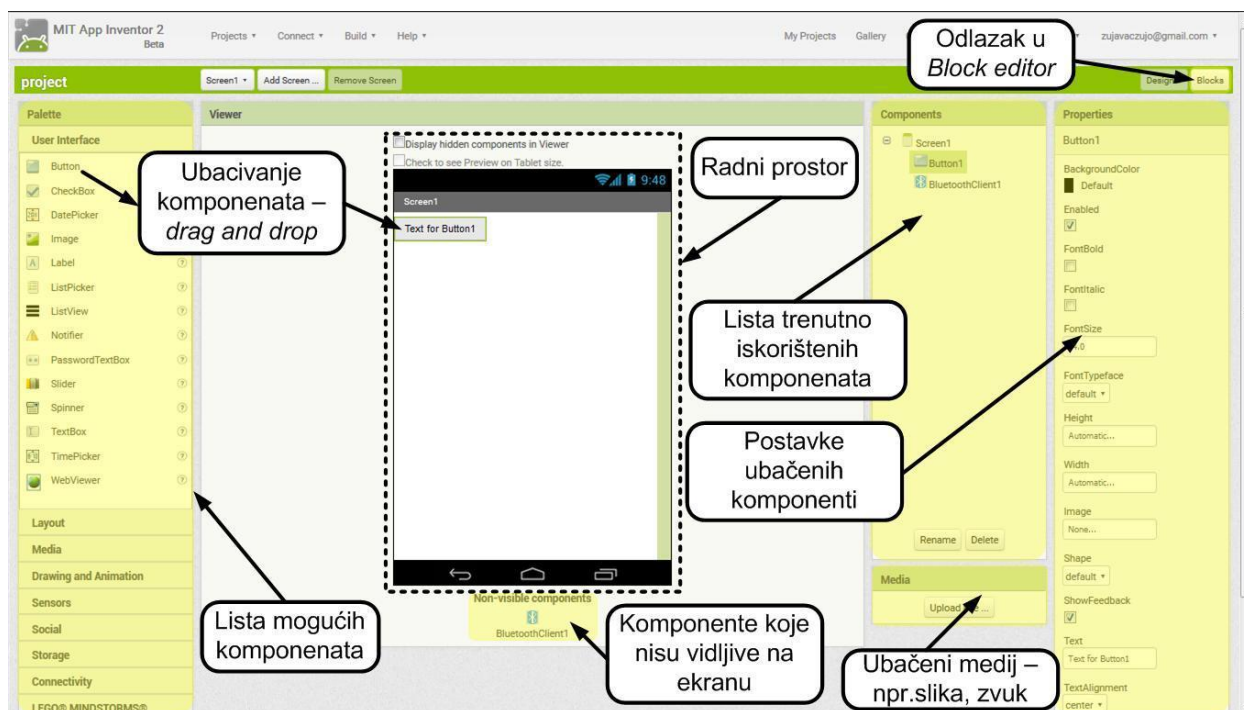 MIT App Inventor 2
Beta
Projects Connect Build Help
My Projects Gallery
zujavaczujo@gmail.com
Odlazak u
Block editor
project
Screen1 Add Screen ... Remove Screen
Blocks
Palette
User Interface
Button
CheckBox
DatePicker
Image
Label
ListPicker
ListView
Notifier
PasswordTextBox
Slider
Spinner
TextBox
TimePicker
WebViewer
Layout
Media
Drawing and Animation
Sensors
Social
Storage
Connectivity
LEGO® MINDSTORMS®
Ubacivanje
komponenata –
drag and drop
Lista mogućih
komponenata
Viewer
Display hidden components in Viewer
Check to see Preview on Tablet size.
9:48
Screen1
Text for Button1
Non-visible components
BluetoothClient1
Radni prostor
Lista trenutno
iskorištenih
komponenata
Postavke
ubačenih
komponenti
Komponente koje
nisu vidljive na
ekranu
Components
Screen1
Button1
BluetoothClient1
Rename Delete
Media
Upload
Ubačeni medij –
npr.slika, zvuk
Properties
Button1
BackgroundColor
Default
Enabled
FontBold
FontItalic
FontSize
FontTypeface
default
Height
Automatic...
Width
Automatic...
Image
None...
Shape
default
ShowFeedback
Text
Text for Button1
TextAlignment
center